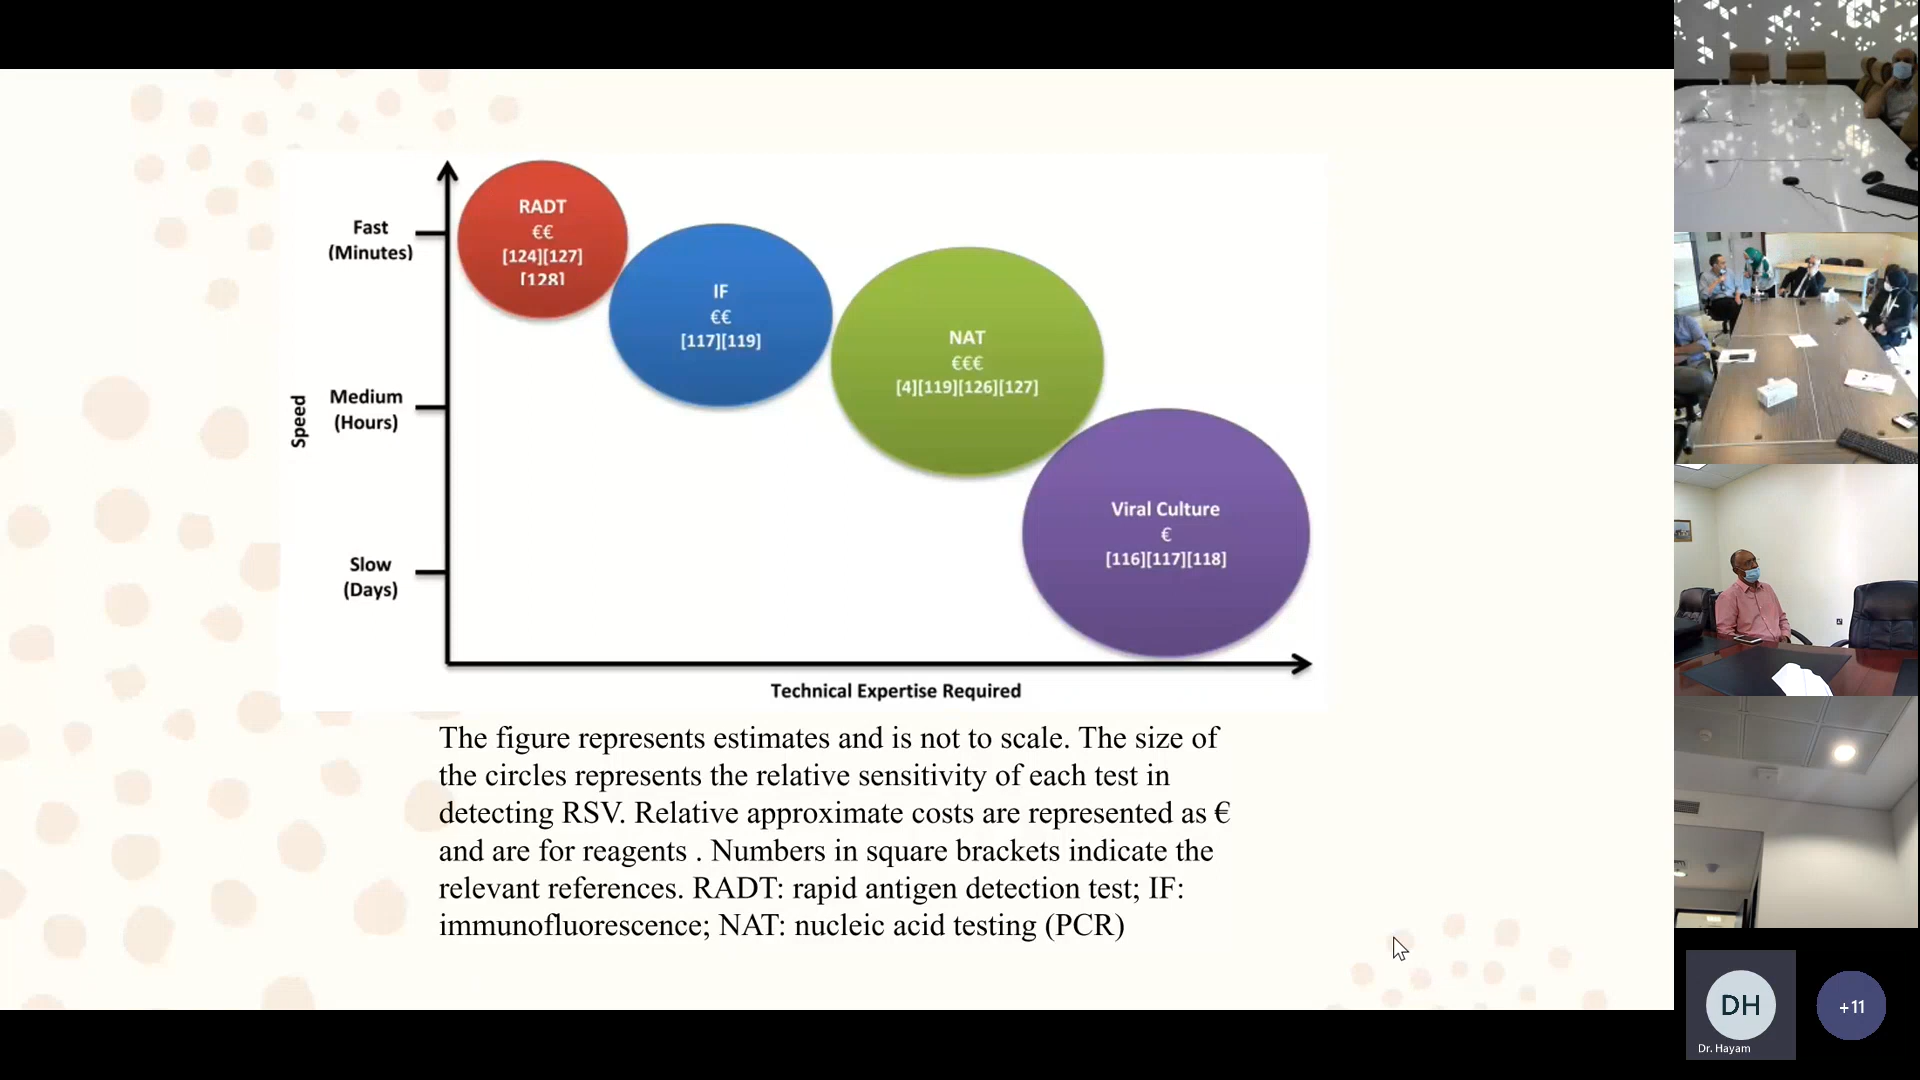 RADT
€€
[124][127]
[128]
IF
€€
[117][119]
NAT
€€€
[4][119][126][127]
Viral Culture
€
[116][117][118]
Fast
(Minutes)
Medium
(Hours)
Slow
(Days)
Speed
Technical Expertise Required
The figure represents estimates and is not to scale. The size of
the circles represents the relative sensitivity of each test in
detecting RSV. Relative approximate costs are represented as €
and are for reagents . Numbers in square brackets indicate the
relevant references. RADT: rapid antigen detection test; IF:
immunofluorescence; NAT: nucleic acid testing (PCR)
DH
Dr. Hayam
+11